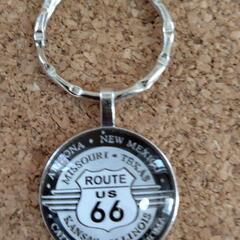 ARIZONA • NEW MEXICO
MISSOURI • TEXAS
ROUTE
US
66
KANSAS • ILLINOIS